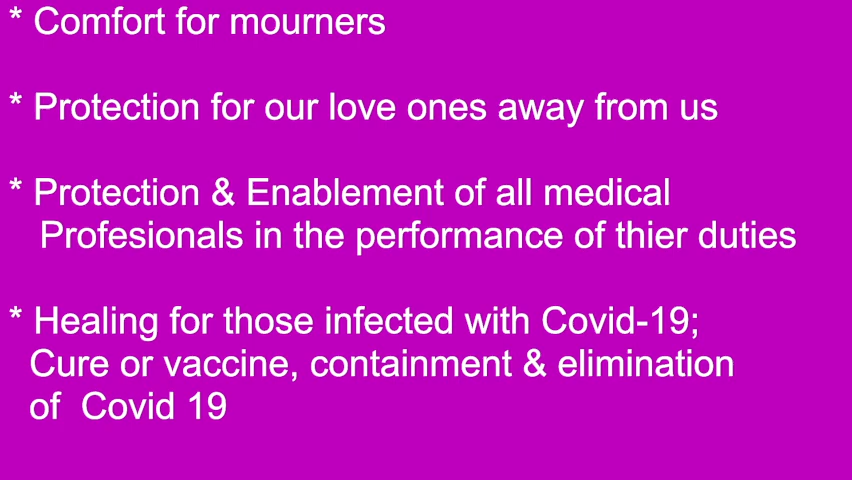 * Comfort for mourners
* Protection for our love ones away from us
* Protection & Enablement of all medical
Profesionals in the performance of thier duties
* Healing for those infected with Covid-19;
Cure or vaccine, containment & elimination
of  Covid 19